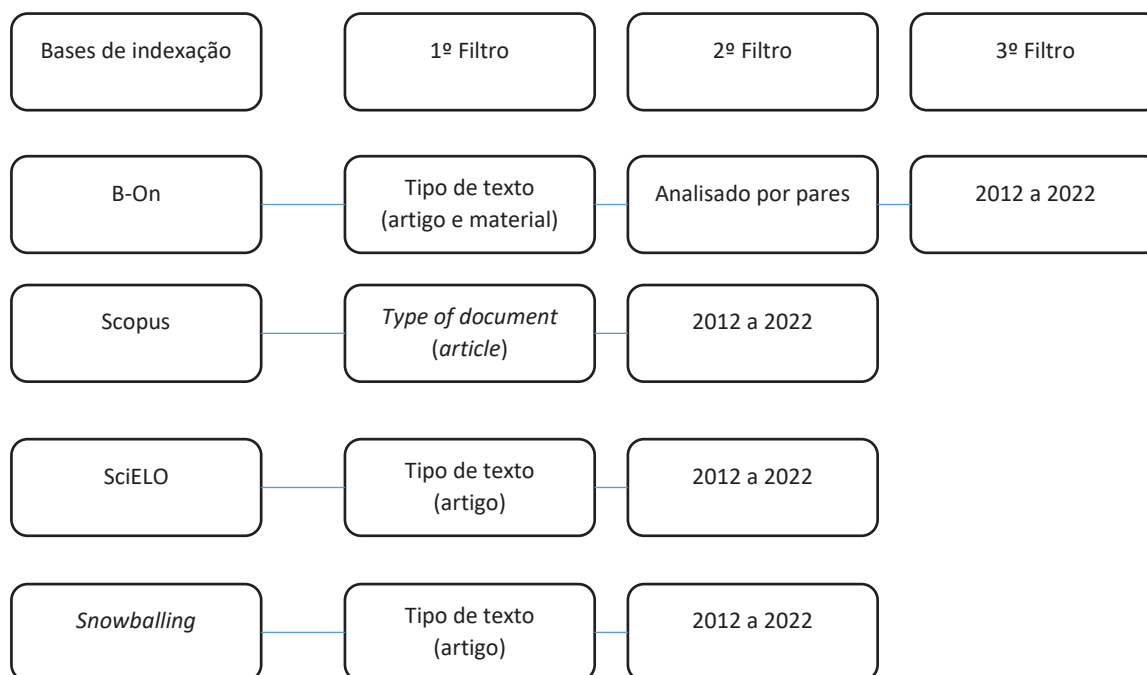 Bases de indexação
1º Filtro
2º Filtro
3º Filtro
B-On
Tipo de texto
(artigo e material)
Analisado por pares
2012 a 2022
Scopus
Type of document
(article)
2012 a 2022
SciELO
Tipo de texto
(artigo)
2012 a 2022
Snowballing
Tipo de texto
(artigo)
2012 a 2022